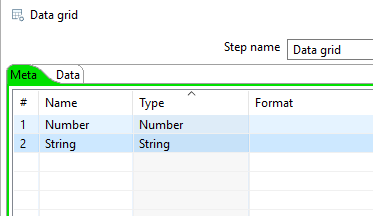 Data grid
Step name Data grid
Meta Data
# Name Type Format
1 Number Number
2 String String